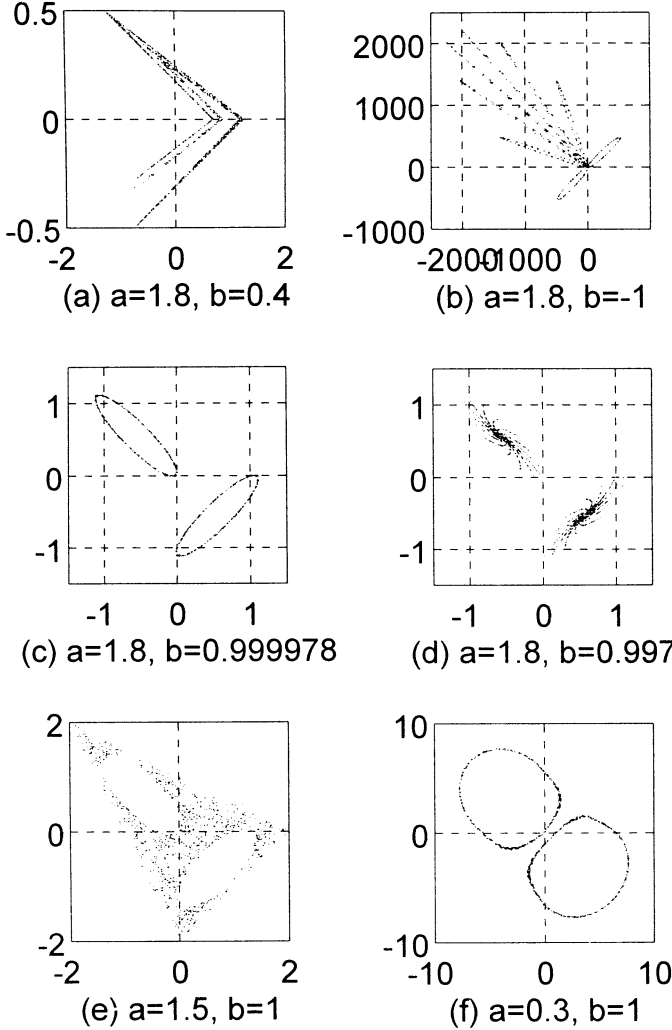 0.5
0
-0.5
-2 0 2
(a) a=1.8, b=0.4
2000
1000
0
-1000
-2000 -1000 0
(b) a=1.8, b=-1
1
0
-1
-1 0 1
(c) a=1.8, b=0.999978
1
0
-1
-1 0 1
(d) a=1.8, b=0.997
2
0
-2
-2 0 2
(e) a=1.5, b=1
10
0
-10
-10 0 10
(f) a=0.3, b=1